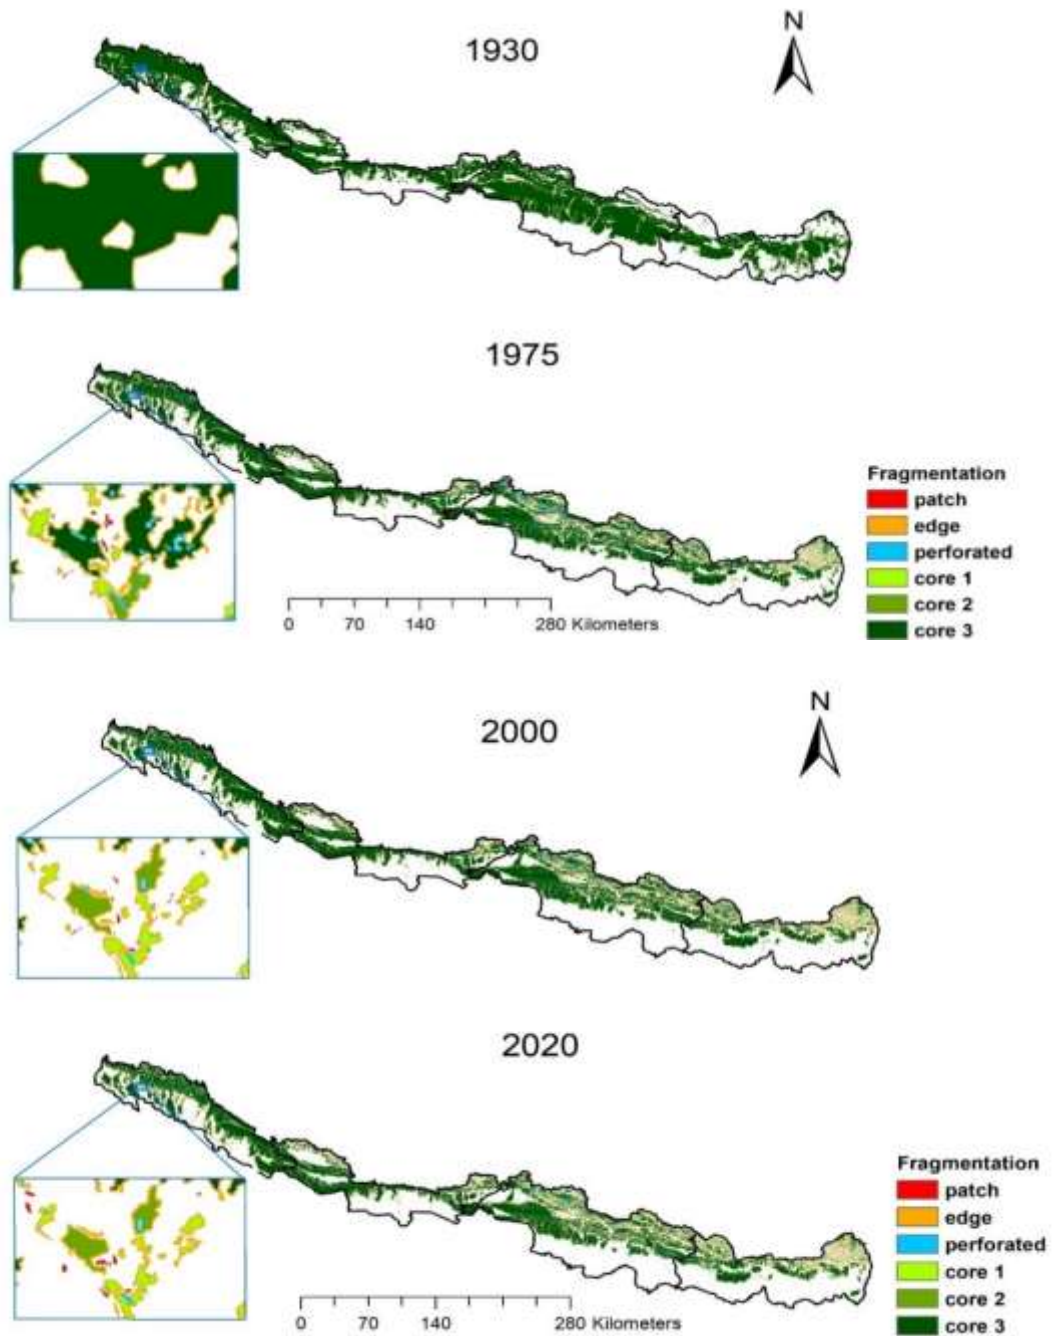 1930
N
1975
Fragmentation
patch
edge
perforated
core 1
core 2
core 3
0 70 140 280 Kilometers
N
2000
2020
Fragmentation
patch
edge
perforated
core 1
core 2
core 3
0 70 140 280 Kilometers